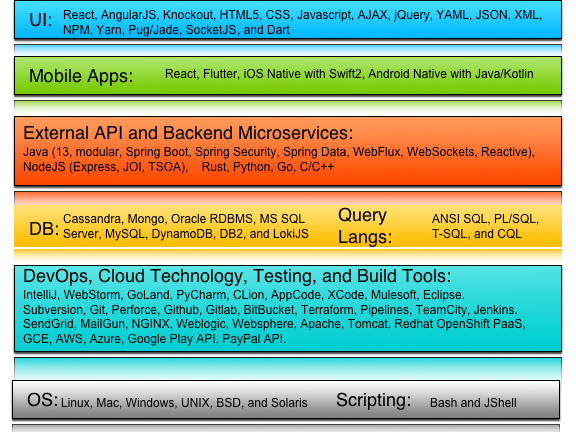 UI: React, AngularJS, Knockout, HTML5, CSS, Javascript, AJAX, jQuery, YAML, JSON, XML,
NPM, Yarn, Pug/Jade, SocketJS, and Dart
Mobile Apps: React, Flutter, iOS Native with Swift2, Android Native with Java/Kotlin
External API and Backend Microservices:
Java (13, modular, Spring Boot, Spring Security, Spring Data, WebFlux, WebSockets, Reactive),
NodeJS (Express, JOI, TSOA), Rust, Python, Go, C/C++
DB: Cassandra, Mongo, Oracle RDBMS, MS SQL
Server, MySQL, DynamoDB, DB2, and LokiJS
Query
Langs:
ANSI SQL, PL/SQL,
T-SQL, and CQL
DevOps, Cloud Technology, Testing, and Build Tools:
IntelliJ, WebStorm, GoLand, PyCharm, CLion, AppCode, XCode, Mulesoft, Eclipse.
Subversion, Git, Perforce, Github, Gitlab, BitBucket, Terraform, Pipelines, TeamCity, Jenkins.
SendGrid, MailGun, NGINX, Weblogic, Websphere, Apache, Tomcat, Redhat OpenShift PaaS,
GCE, AWS, Azure, Google Play API, PayPal API.
OS: Linux, Mac, Windows, UNIX, BSD, and Solaris
Scripting: Bash and JShell